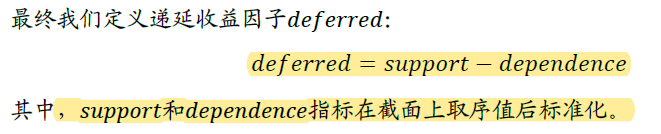 最终我们定义递延收益因子deferred:
deferred = support − dependence
其中，support和dependence指标在截面上取序值后标准化。